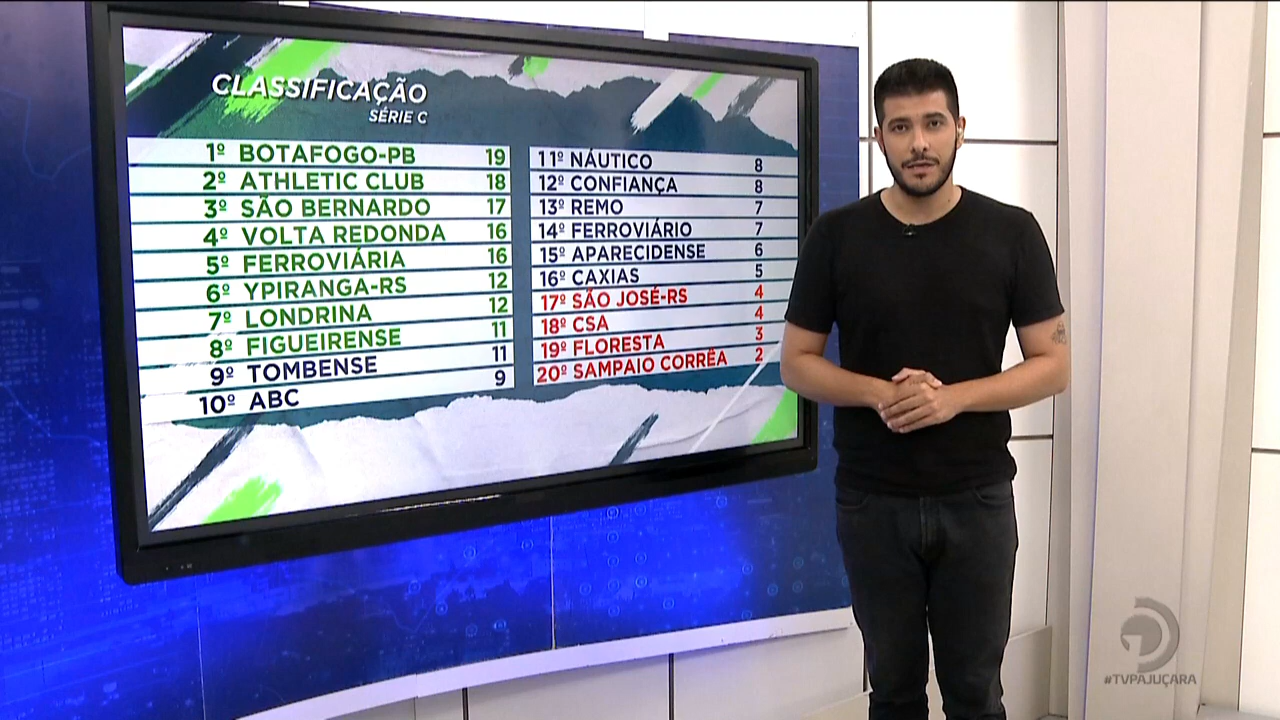 CLASSIFICAÇÃO
SÉRIE C
1º BOTAFOGO-PB 19
2º ATHLETIC CLUB 18
3º SÃO BERNARDO 17
4º VOLTA REDONDA 16
5º FERROVIÁRIA 16
6º YPIRANGA-RS 12
7º LONDRINA 12
8º FIGUEIRENSE 11
9º TOMBENSE 11
10º ABC 9
11º NÁUTICO 8
12º CONFIANÇA 8
13º REMO 7
14º FERROVIÁRIO 7
15º APARECIDENSE 6
16º CAXIAS 5
17º SÃO JOSÉ-RS 4
18º CSA 4
19º FLORESTA 3
20º SAMPAIO CORRÊA 2
#TVPAJUÇARA